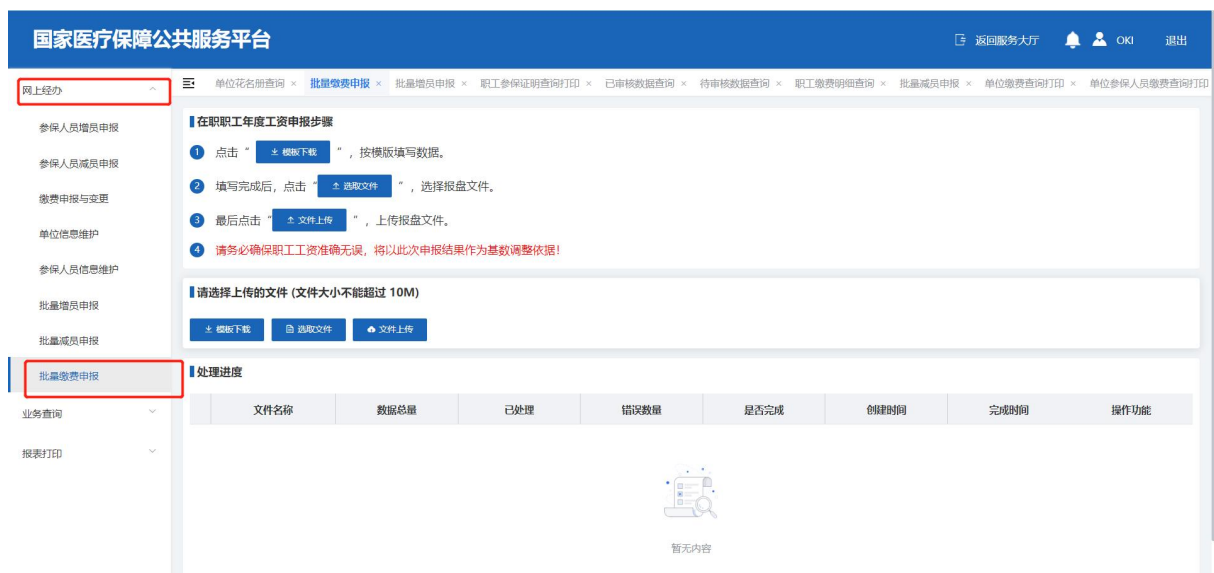 国家医疗保障公共服务平台
返回服务大厅 OKI 退出
网上经办
参保人员增员申报
参保人员减员申报
缴费申报与变更
单位信息维护
参保人员信息维护
批量增员申报
批量减员申报
批量缴费申报
业务查询
报表打印
单位花名册查询 × 批量缴费申报 × 批量增员申报 × 职工参保证明查询打印 × 已审核数据查询 × 待审核数据查询 × 职工缴费明细查询 × 批量减员申报 × 单位缴费查询打印 × 单位参保人员缴费查询打印
在职职工年度工资申报步骤
1 点击“ 模板下载 ”，按模版填写数据。
2 填写完成后，点击“ 选取文件 ”，选择报盘文件。
3 最后点击“ 文件上传 ”，上传报盘文件。
4 请务必确保职工工资准确无误，将以此次申报结果作为基数调整依据！
请选择上传的文件 (文件大小不能超过 10M)
模板下载 选取文件 文件上传
处理进度
文件名称 数据总量 已处理 错误数量 是否完成 创建时间 完成时间 操作功能
暂无内容